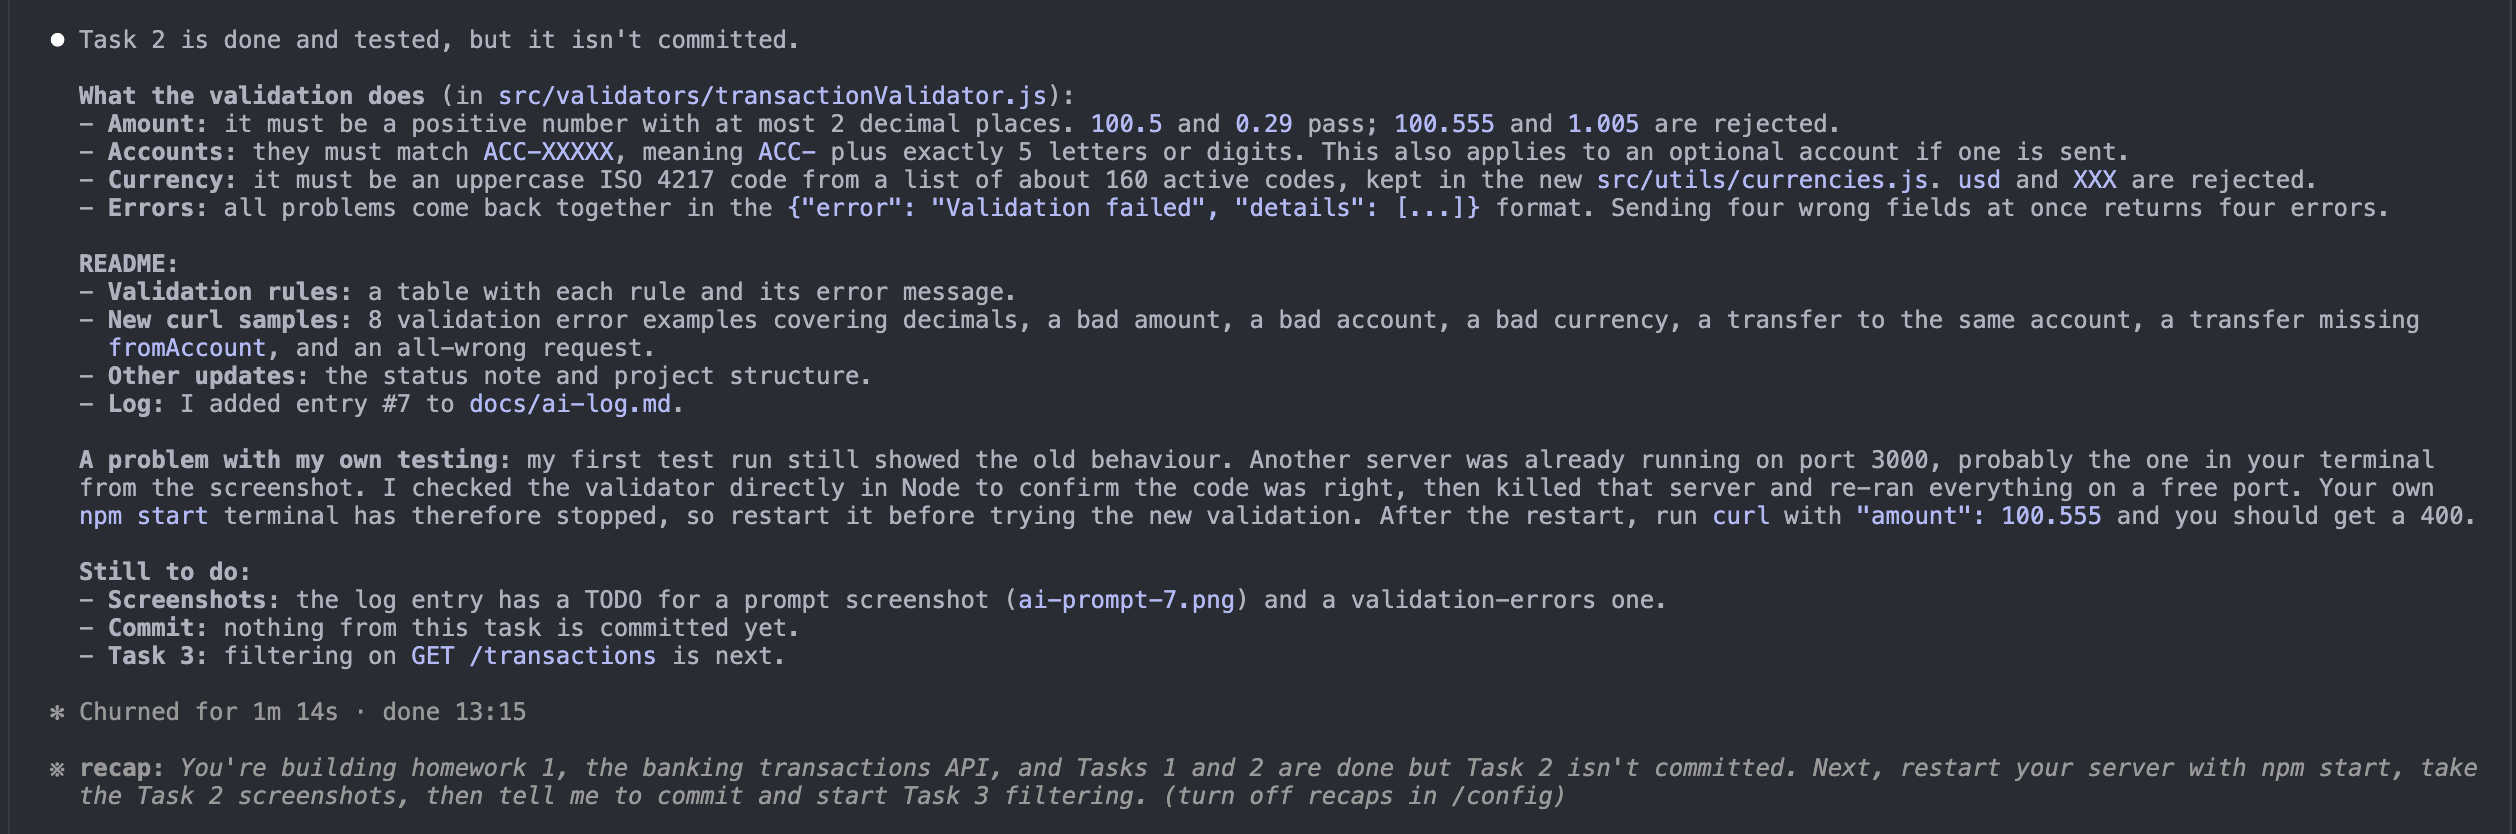 ● Task 2 is done and tested, but it isn't committed.
What the validation does (in src/validators/transactionValidator.js):
- Amount: it must be a positive number with at most 2 decimal places. 100.5 and 0.29 pass; 100.555 and 1.005 are rejected.
- Accounts: they must match ACC-XXXXX, meaning ACC- plus exactly 5 letters or digits. This also applies to an optional account if one is sent.
- Currency: it must be an uppercase ISO 4217 code from a list of about 160 active codes, kept in the new src/utils/currencies.js. usd and XXX are rejected.
- Errors: all problems come back together in the {"error": "Validation failed", "details": [...]} format. Sending four wrong fields at once returns four errors.
README:
- Validation rules: a table with each rule and its error message.
- New curl samples: 8 validation error examples covering decimals, a bad amount, a bad account, a bad currency, a transfer to the same account, a transfer missing
fromAccount, and an all-wrong request.
- Other updates: the status note and project structure.
- Log: I added entry #7 to docs/ai-log.md.
A problem with my own testing: my first test run still showed the old behaviour. Another server was already running on port 3000, probably the one in your terminal
from the screenshot. I checked the validator directly in Node to confirm the code was right, then killed that server and re-ran everything on a free port. Your own
npm start terminal has therefore stopped, so restart it before trying the new validation. After the restart, run curl with "amount": 100.555 and you should get a 400.
Still to do:
- Screenshots: the log entry has a TODO for a prompt screenshot (ai-prompt-7.png) and a validation-errors one.
- Commit: nothing from this task is committed yet.
- Task 3: filtering on GET /transactions is next.
✻ Churned for 1m 14s · done 13:15
※ recap: You're building homework 1, the banking transactions API, and Tasks 1 and 2 are done but Task 2 isn't committed. Next, restart your server with npm start, take
the Task 2 screenshots, then tell me to commit and start Task 3 filtering. (turn off recaps in /config)